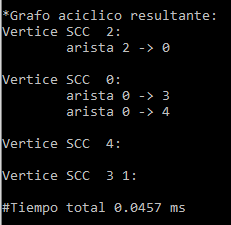 *Grafo aciclico resultante:
Vertice SCC  2:
        arista 2 -> 0

Vertice SCC  0:
        arista 0 -> 3
        arista 0 -> 4

Vertice SCC  4:

Vertice SCC  3 1:

#Tiempo total 0.0457 ms